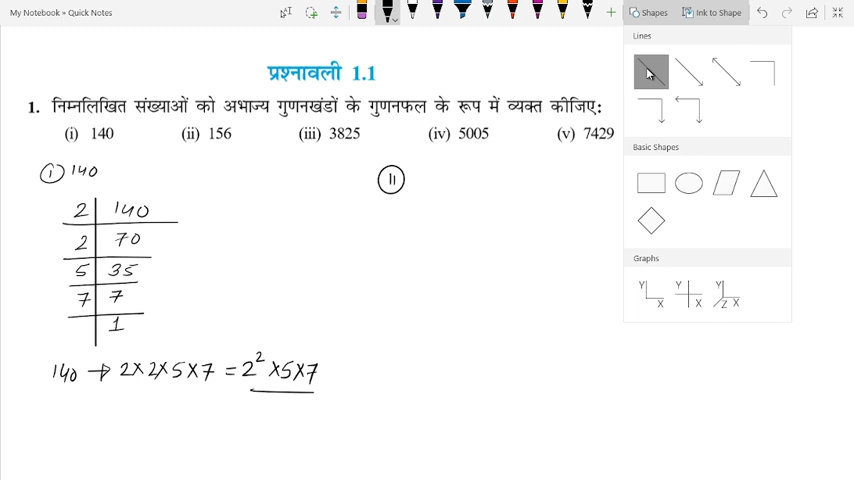 My Notebook » Quick Notes
Shapes
Ink to Shape
Lines
Basic Shapes
Graphs
Y
X
Y
X
Y
Z X
प्रश्नावली 1.1
1. निम्नलिखित संख्याओं को अभाज्य गुणनखंडों के गुणनफल के रूप में व्यक्त कीजिए:
(i) 140 (ii) 156 (iii) 3825 (iv) 5005 (v) 7429
(i) 140
2 140
2 70
5 35
7 7
1
140 → 2×2×5×7 = 2² ×5×7
(II)